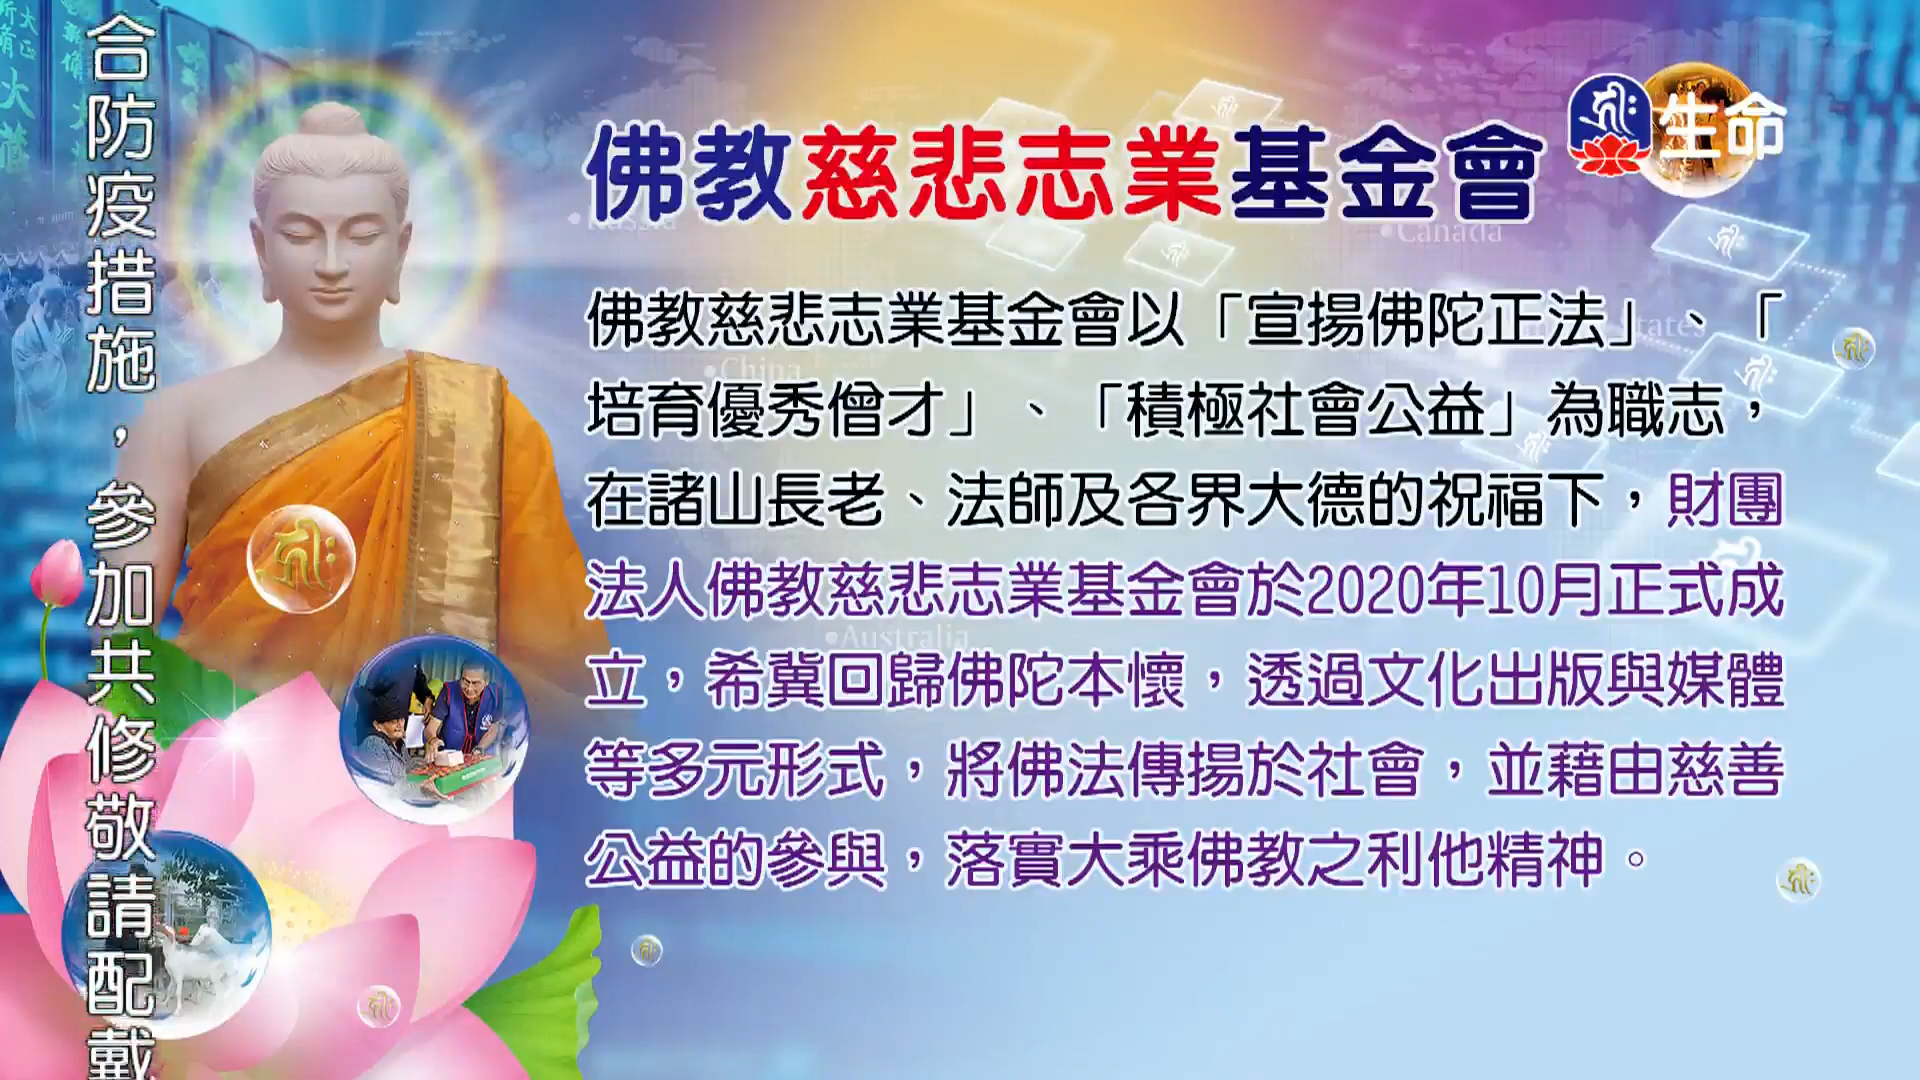 佛教慈悲志業基金會
生命
佛教慈悲志業基金會以「宣揚佛陀正法」、「
培育優秀僧才」、「積極社會公益」為職志，
在諸山長老、法師及各界大德的祝福下，財團
法人佛教慈悲志業基金會於2020年10月正式成
立，希冀回歸佛陀本懷，透過文化出版與媒體
等多元形式，將佛法傳揚於社會，並藉由慈善
公益的參與，落實大乘佛教之利他精神。
合防疫措施，參加共修敬請配戴
Russia
Canada
China
States
Australia